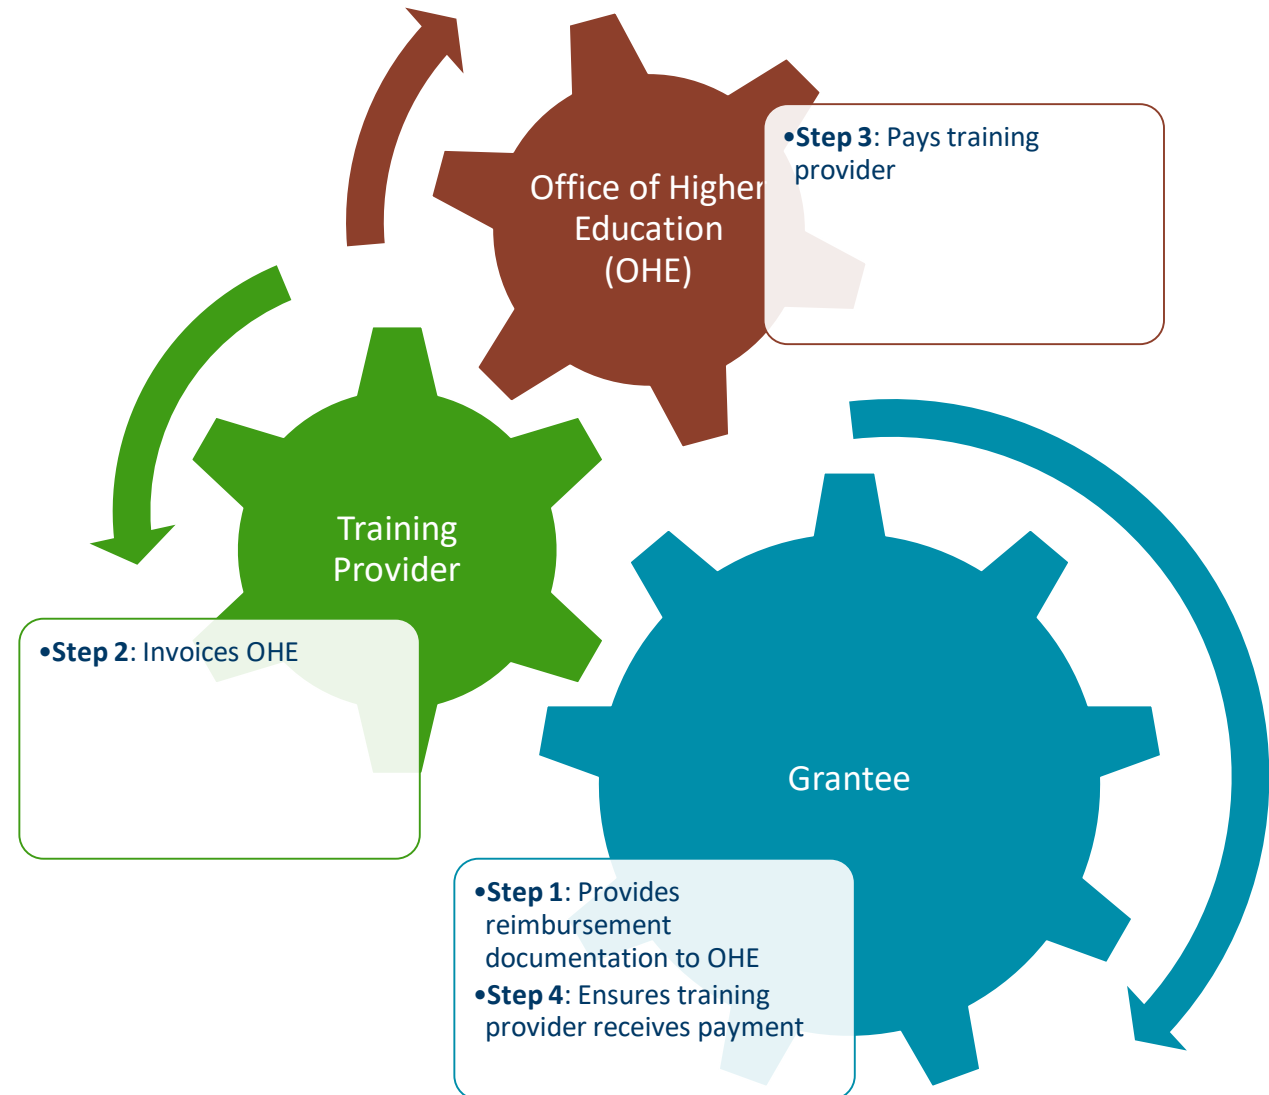 Office of Higher
Education
(OHE)
•Step 3: Pays training
provider
Training
Provider
•Step 2: Invoices OHE
Grantee
•Step 1: Provides
reimbursement
documentation to OHE
•Step 4: Ensures training
provider receives payment